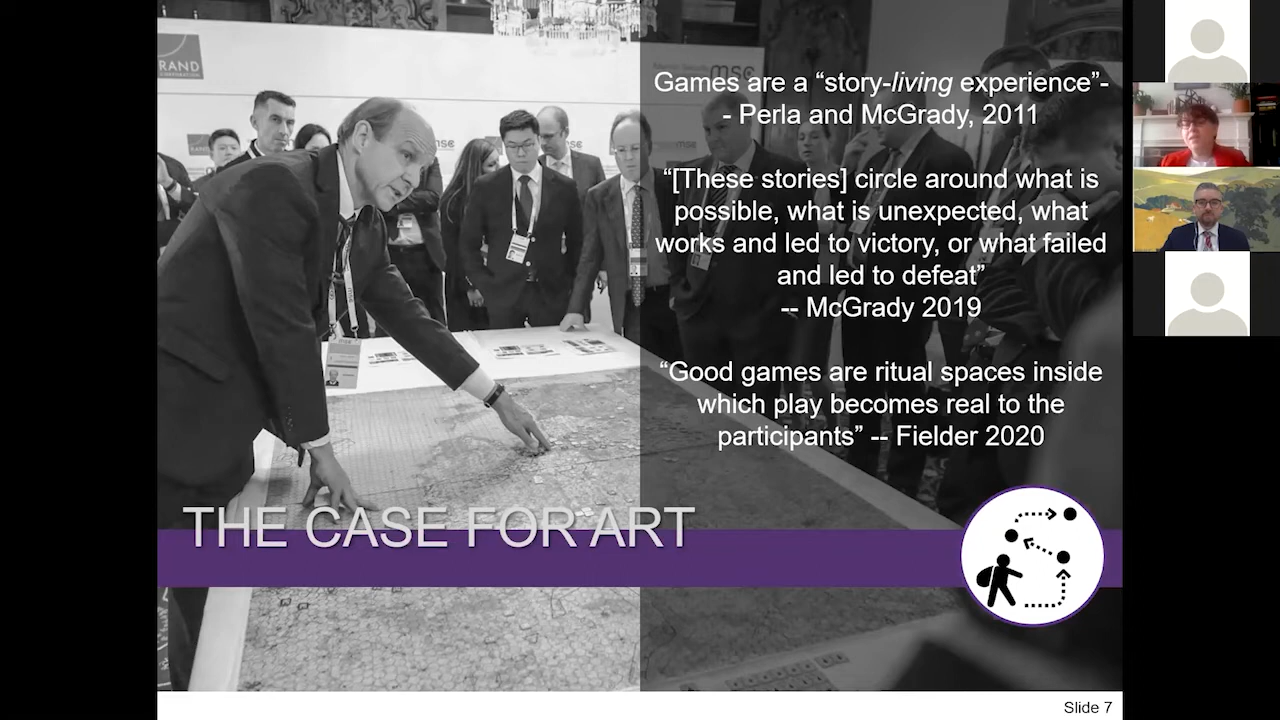 RAND
msc
Games are a “story-living experience”-
- Perla and McGrady, 2011
“[These stories] circle around what is
possible, what is unexpected, what
works and led to victory, or what failed
and led to defeat”
-- McGrady 2019
“Good games are ritual spaces inside
which play becomes real to the
participants” -- Fielder 2020
THE CASE FOR ART
Slide 7